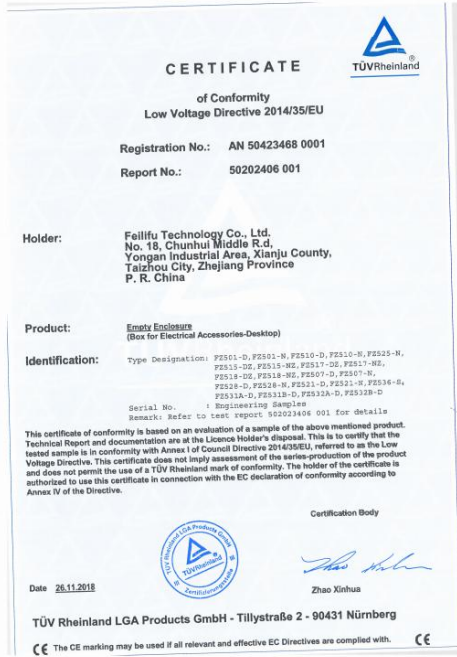 TÜVRheinland®
CERTIFICATE
of Conformity
Low Voltage Directive 2014/35/EU
Registration No.: AN 50423468 0001
Report No.: 50202406 001
Holder: Feilifu Technology Co., Ltd.
No. 18, Chunhui Middle R.d,
Yongan Industrial Area, Xianju County,
Taizhou City, Zhejiang Province
P. R. China
Product: Empty Enclosure
(Box for Electrical Accessories-Desktop)
Identification: Type Designation: FZ501-D,FZ501-N,FZ510-D,FZ510-N,FZ525-N,
FZ515-DZ,FZ515-NZ,FZ517-DZ,FZ517-NZ,
FZ518-DZ,FZ518-NZ,FZ507-D,FZ507-N,
FZ528-D,FZ528-N,FZ521-D,FZ521-N,FZ536-S,
FZ531A-D,FZ531B-D,FZ532A-D,FZ532B-D
Serial No. : Engineering Samples
Remark: Refer to test report 502023406 001 for details
This certificate of conformity is based on an evaluation of a sample of the above mentioned product.
Technical Report and documentation are at the Licence Holder's disposal. This is to certify that the
tested sample is in conformity with Annex I of Council Directive 2014/35/EU, referred to as the Low
Voltage Directive. This certificate does not imply assessment of the series-production of the product
and does not permit the use of a TÜV Rheinland mark of conformity. The holder of the certificate is
authorized to use this certificate in connection with the EC declaration of conformity according to
Annex IV of the Directive.
Certification Body
TÜV Rheinland LGA Products GmbH
TÜVRheinland
Zertifizierungsstelle
Date 26.11.2018
Zhao Xinhua
TÜV Rheinland LGA Products GmbH - Tillystraße 2 - 90431 Nürnberg
CE The CE marking may be used if all relevant and effective EC Directives are complied with. CE